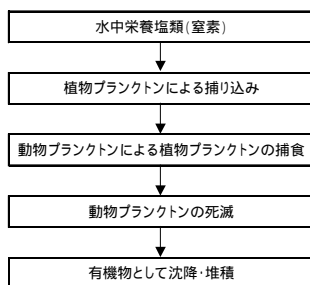 水中栄養塩類(窒素)
植物プランクトンによる捕り込み
動物プランクトンによる植物プランクトンの捕食
動物プランクトンの死滅
有機物として沈降・堆積